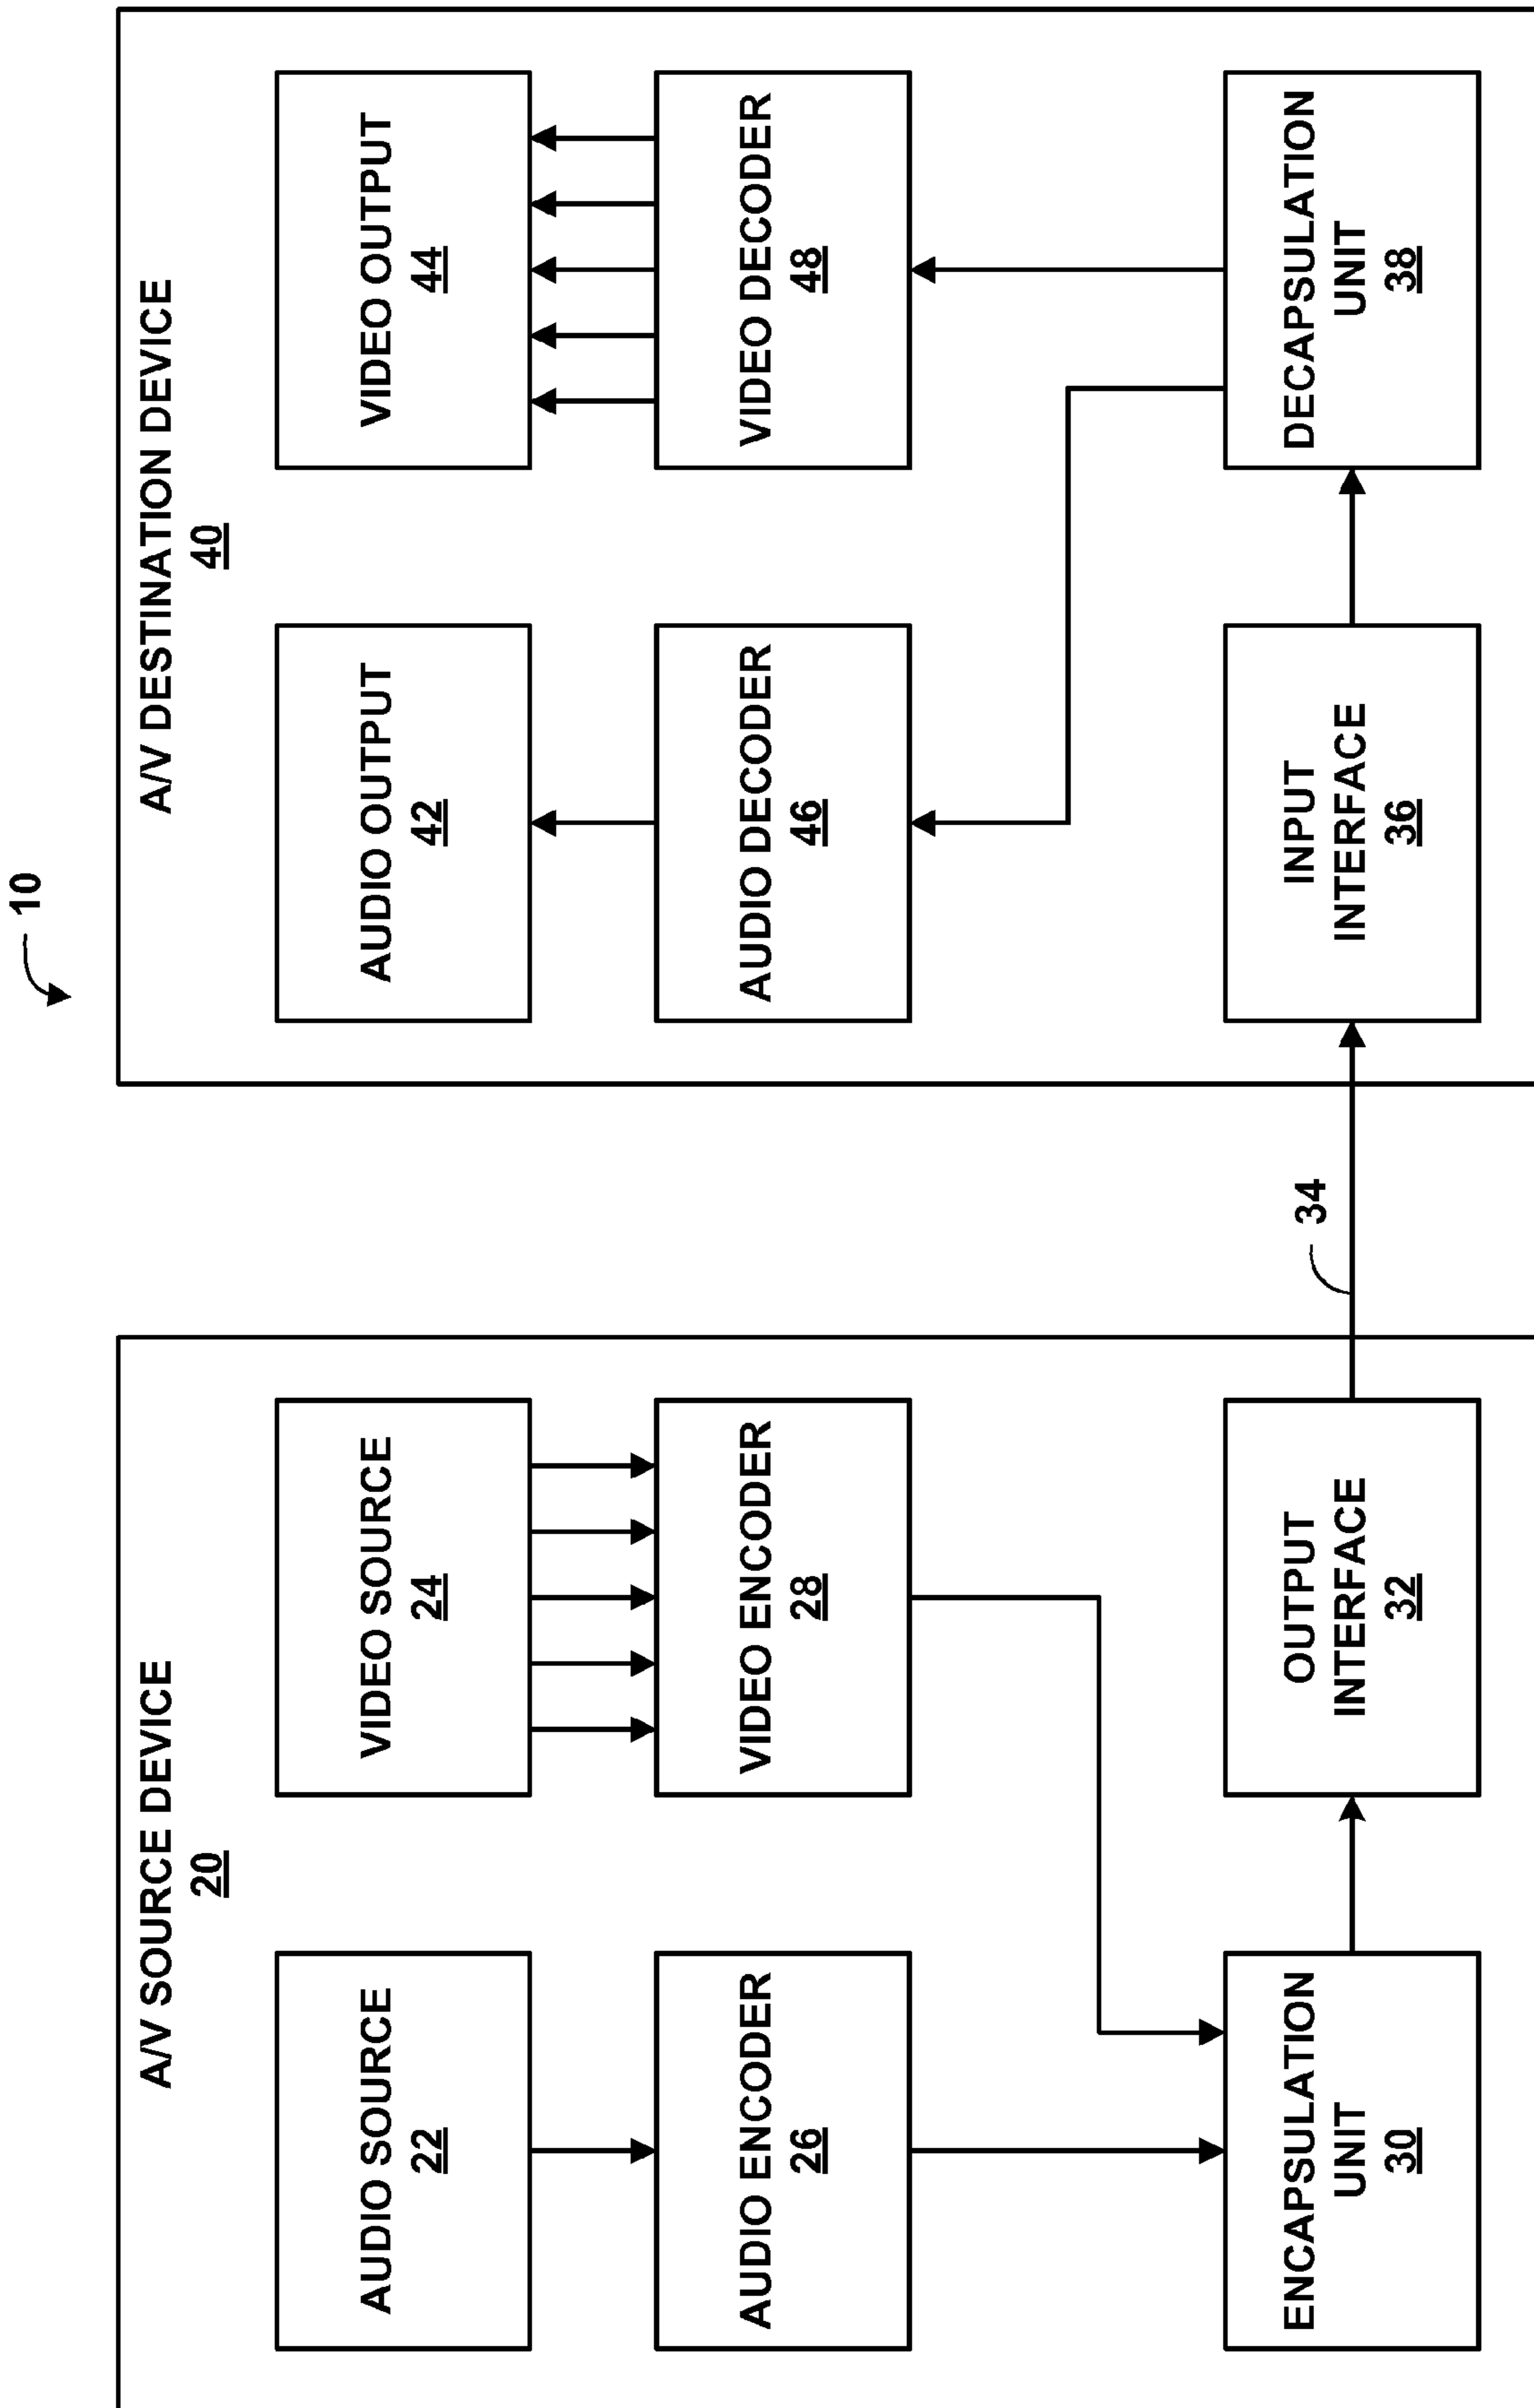 10
A/V SOURCE DEVICE
20
AUDIO SOURCE
22
VIDEO SOURCE
24
AUDIO ENCODER
26
VIDEO ENCODER
28
ENCAPSULATION
UNIT
30
OUTPUT
INTERFACE
32
34
A/V DESTINATION DEVICE
40
AUDIO OUTPUT
42
VIDEO OUTPUT
44
AUDIO DECODER
46
VIDEO DECODER
48
INPUT
INTERFACE
36
DECAPSULATION
UNIT
38